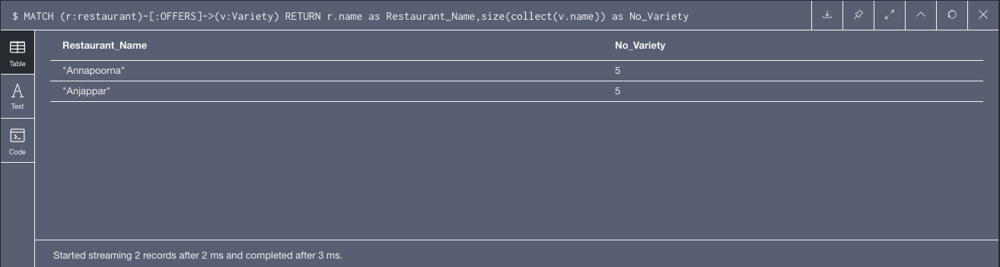 $ MATCH (r:restaurant)-[:OFFERS]->(v:Variety) RETURN r.name as Restaurant_Name,size(collect(v.name)) as No_Variety
Table
Text
Code
Restaurant_Name No_Variety
"Annapoorna" 5
"Anjappar" 5
Started streaming 2 records after 2 ms and completed after 3 ms.